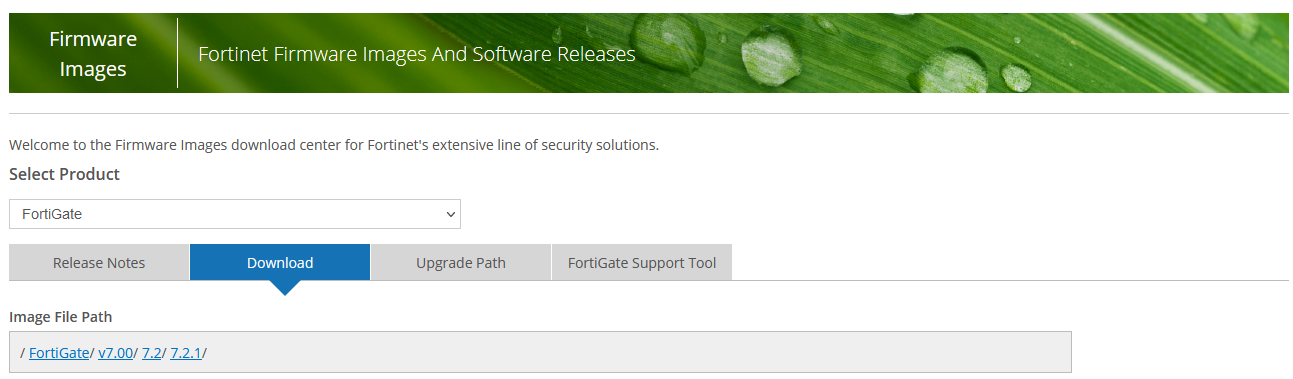 Firmware
Images
Fortinet Firmware Images And Software Releases
Welcome to the Firmware Images download center for Fortinet's extensive line of security solutions.
Select Product
FortiGate
Release Notes Download Upgrade Path FortiGate Support Tool
Image File Path
/ FortiGate/ v7.00/ 7.2/ 7.2.1/